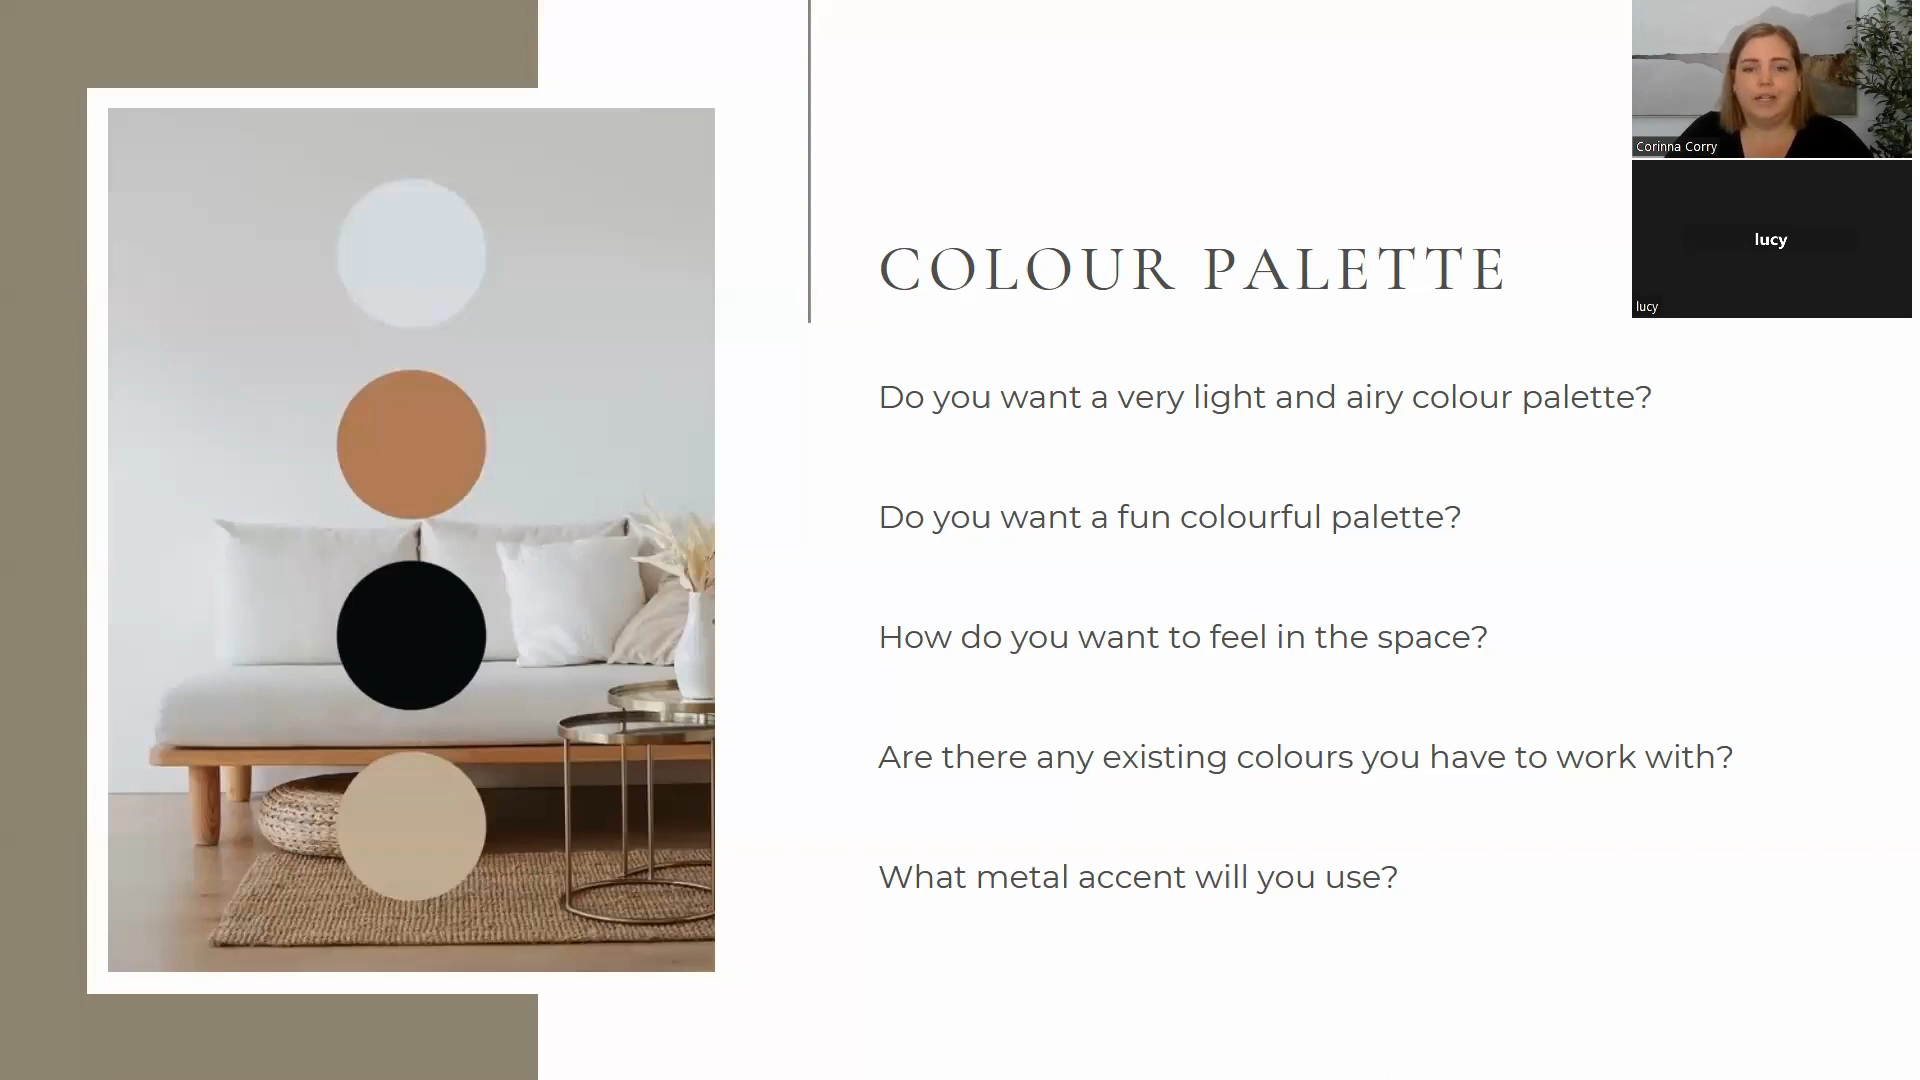 COLOUR PALETTE
Do you want a very light and airy colour palette?
Do you want a fun colourful palette?
How do you want to feel in the space?
Are there any existing colours you have to work with?
What metal accent will you use?
Corinna Corry
lucy
lucy